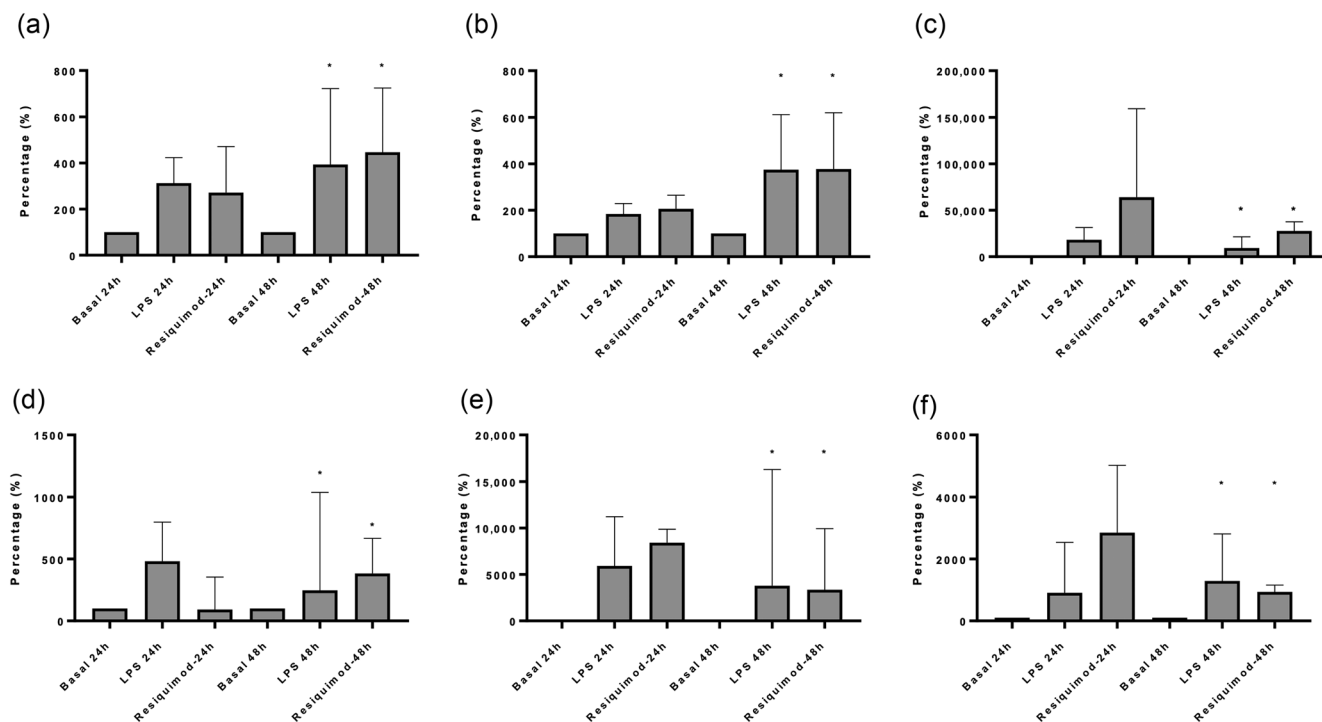 (a)
Percentage (%)
800
600
400
200
0
* *
Basal 24h
LPS 24h
Resiquimod-24h
Basal 48h
LPS 48h
Resiquimod-48h
(b)
Percentage (%)
800
600
400
200
0
* *
Basal 24h
LPS 24h
Resiquimod-24h
Basal 48h
LPS 48h
Resiquimod-48h
(c)
Percentage (%)
200,000
150,000
100,000
50,000
0
* *
Basal 24h
LPS 24h
Resiquimod-24h
Basal 48h
LPS 48h
Resiquimod-48h
(d)
Percentage (%)
1500
1000
500
0
*
*
Basal 24h
LPS 24h
Resiquimod-24h
Basal 48h
LPS 48h
Resiquimod-48h
(e)
Percentage (%)
20,000
15,000
10,000
5000
0
* *
Basal 24h
LPS 24h
Resiquimod-24h
Basal 48h
LPS 48h
Resiquimod-48h
(f)
Percentage (%)
6000
4000
2000
0
* *
Basal 24h
LPS 24h
Resiquimod-24h
Basal 48h
LPS 48h
Resiquimod-48h